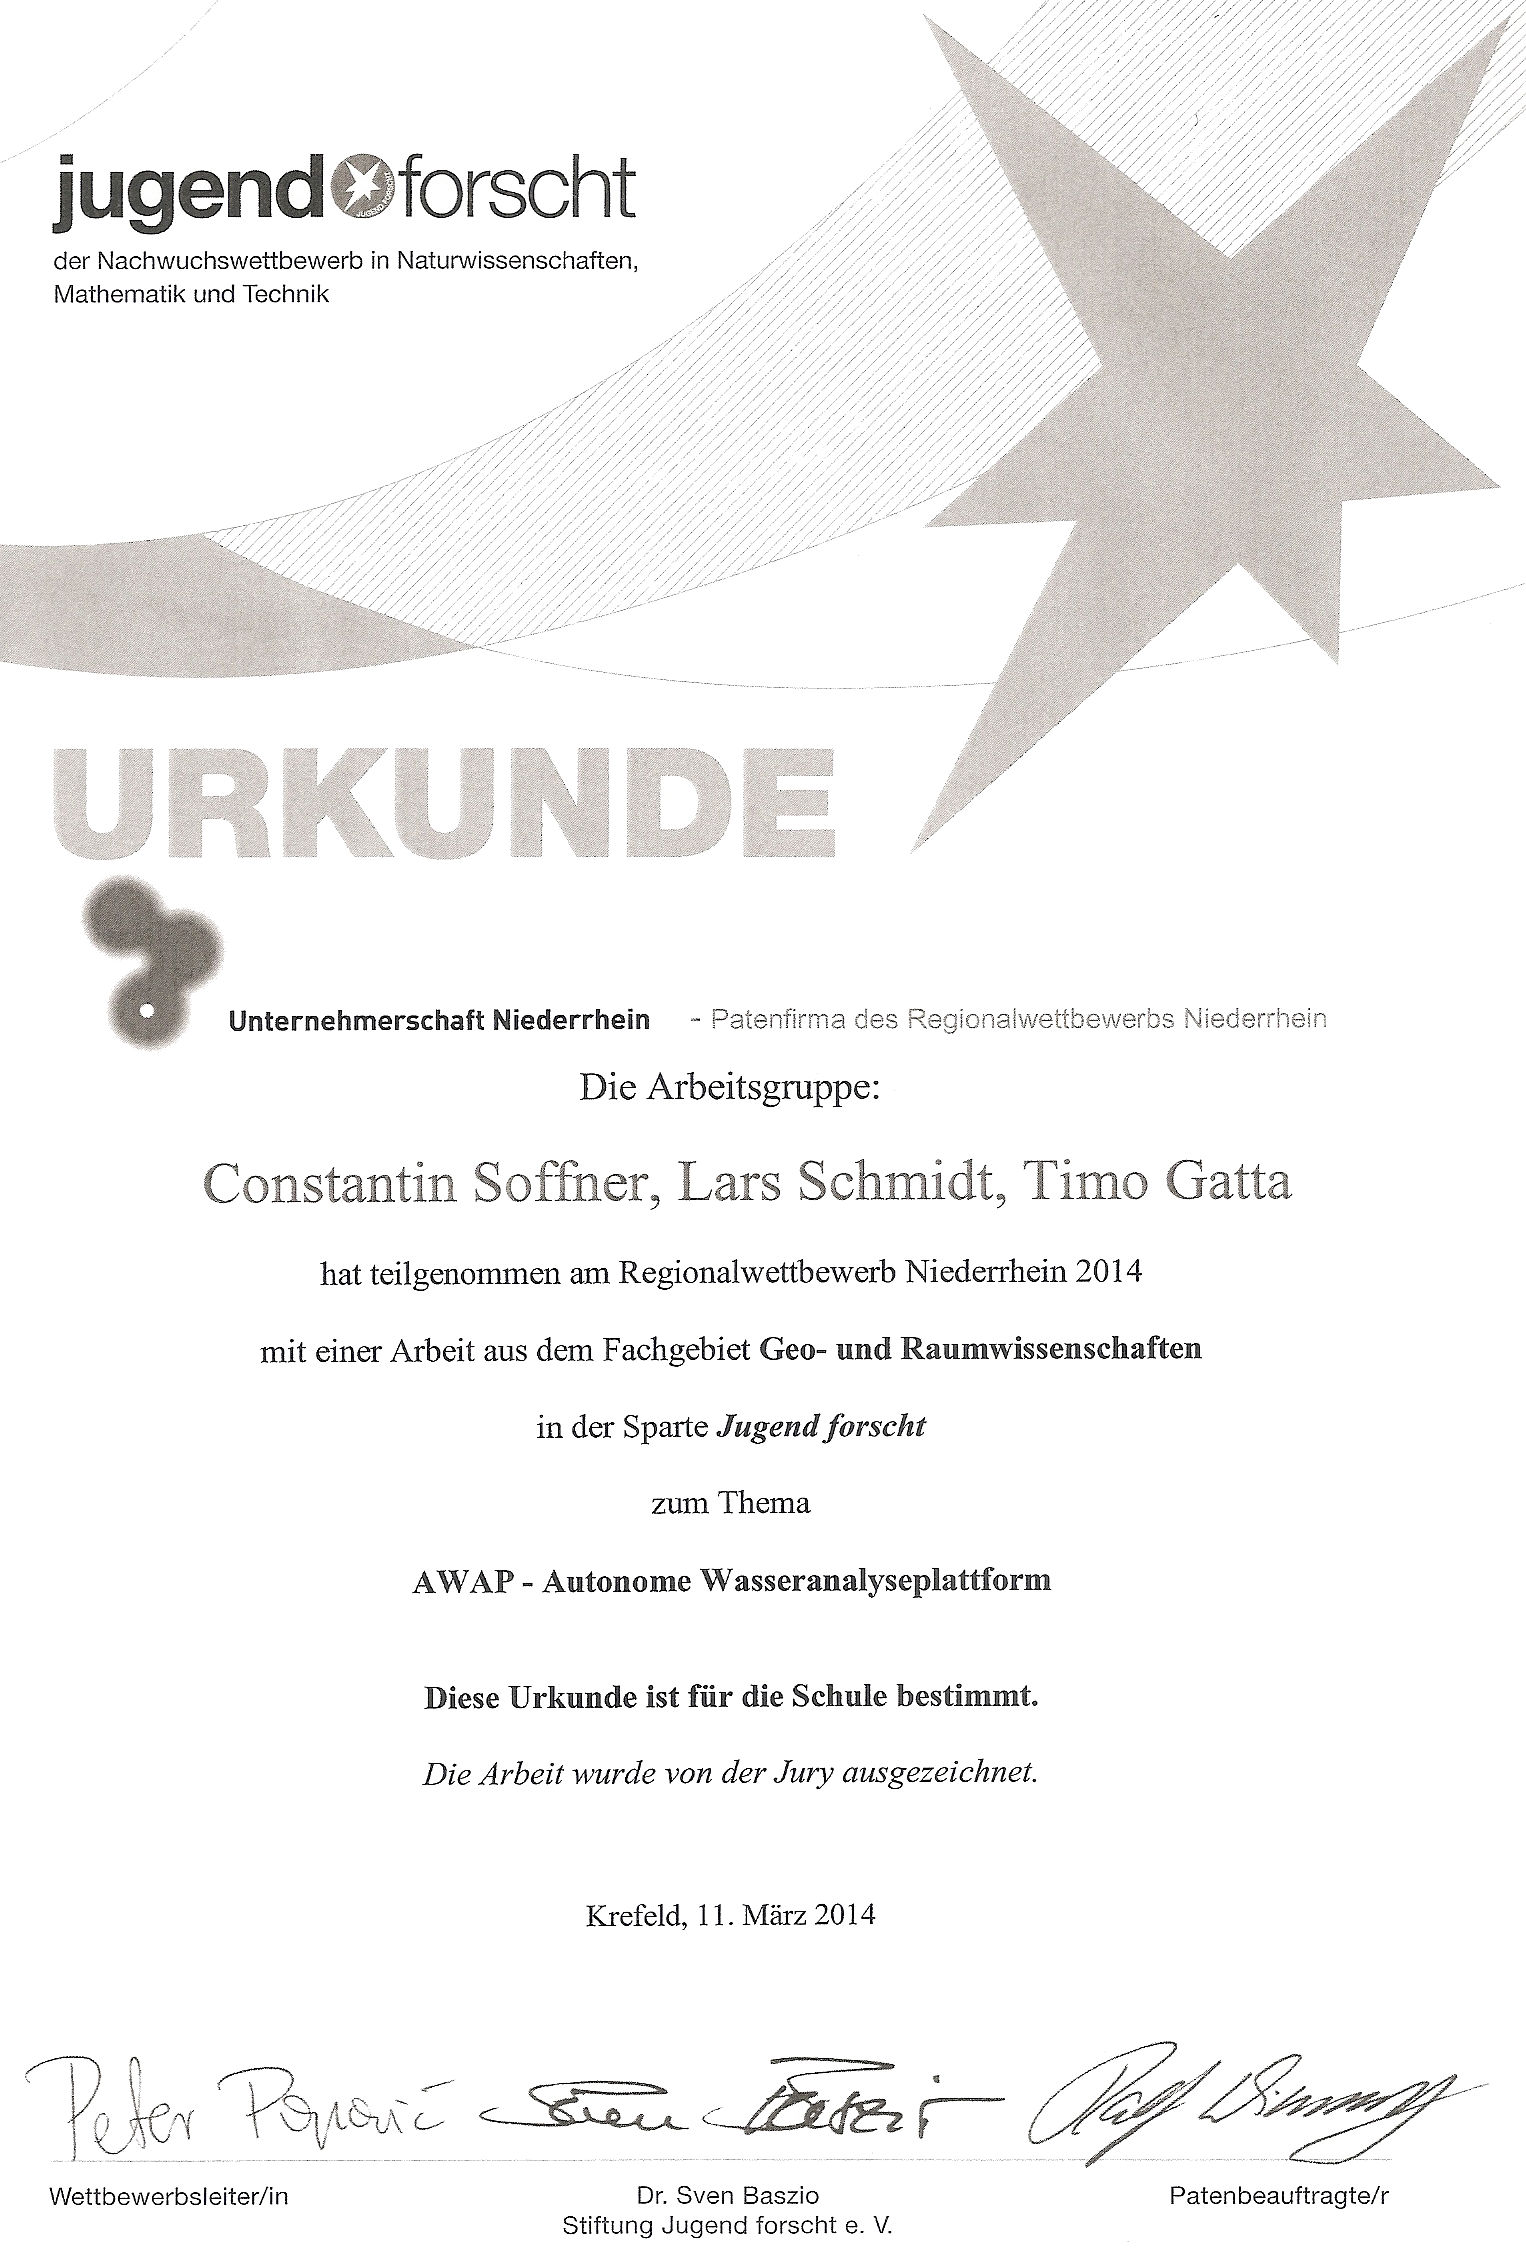 jugend forscht
der Nachwuchswettbewerb in Naturwissenschaften,
Mathematik und Technik
URKUNDE
Unternehmerschaft Niederrhein - Patenfirma des Regionalwettbewerbs Niederrhein
Die Arbeitsgruppe:
Constantin Soffner, Lars Schmidt, Timo Gatta
hat teilgenommen am Regionalwettbewerb Niederrhein 2014
mit einer Arbeit aus dem Fachgebiet Geo- und Raumwissenschaften
in der Sparte Jugend forscht
zum Thema
AWAP - Autonome Wasseranalyseplattform
Diese Urkunde ist für die Schule bestimmt.
Die Arbeit wurde von der Jury ausgezeichnet.
Krefeld, 11. März 2014
Peter Popović Sven Baszio Ralf
Wettbewerbsleiter/in Dr. Sven Baszio Patenbeauftragte/r
Stiftung Jugend forscht e. V.